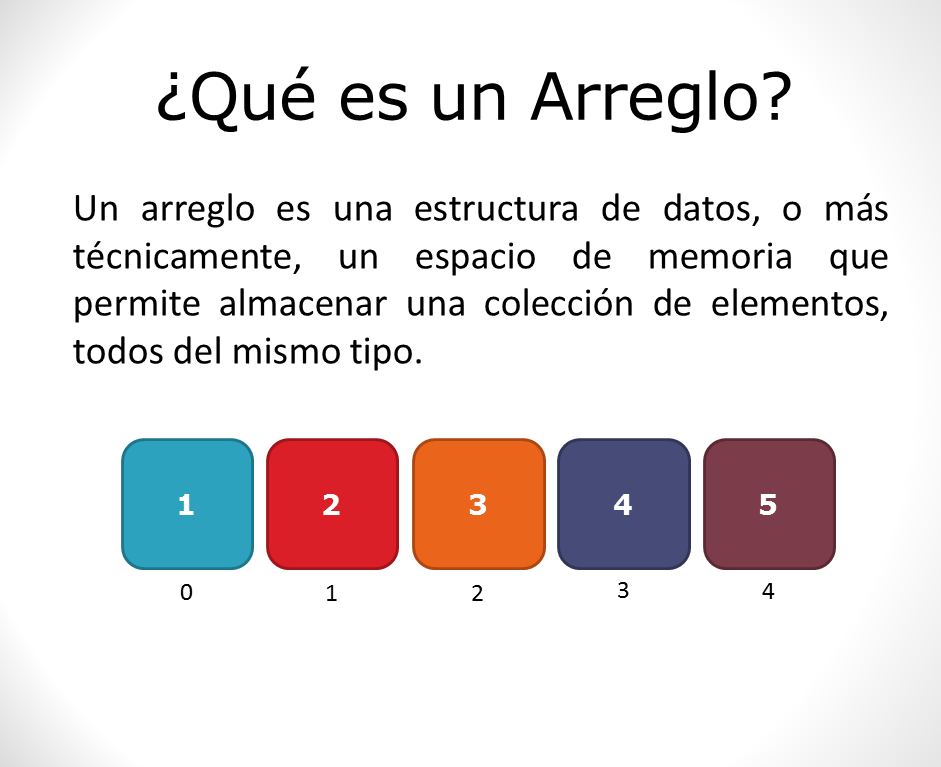 ¿Qué es un Arreglo?
Un arreglo es una estructura de datos, o más
técnicamente, un espacio de memoria que
permite almacenar una colección de elementos,
todos del mismo tipo.
1 2 3 4 5
0 1 2 3 4